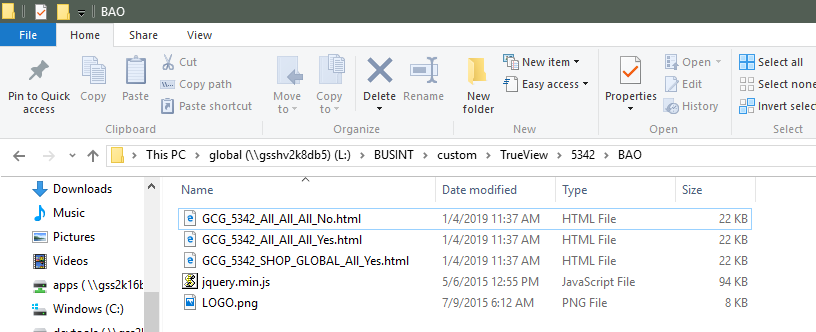 BAO
File Home Share View
Pin to Quick access
Copy
Paste
Cut
Copy path
Paste shortcut
Clipboard
Move to
Copy to
Delete
Rename
Organize
New folder
New item
Easy access
New
Properties
Open
Edit
History
Open
Select all
Select none
Invert selec
Select
This PC > global (\\gsshv2k8db5) (L:) > BUSINT > custom > TrueView > 5342 > BAO
Downloads
Music
Pictures
Videos
apps (\\gss2k16b
Windows (C:)
Name Date modified Type Size
GCG_5342_All_All_All_No.html 1/4/2019 11:37 AM HTML File 22 KB
GCG_5342_All_All_All_Yes.html 1/4/2019 11:37 AM HTML File 22 KB
GCG_5342_SHOP_GLOBAL_All_Yes.html 1/4/2019 11:37 AM HTML File 22 KB
jquery.min.js 5/6/2015 12:55 PM JavaScript File 94 KB
LOGO.png 7/9/2015 6:12 AM PNG File 8 KB